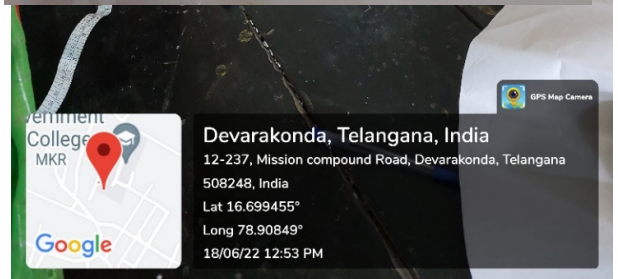 GPS Map Camera
ernment
College
MKR
Google
Devarakonda, Telangana, India
12-237, Mission compound Road, Devarakonda, Telangana
508248, India
Lat 16.699455°
Long 78.90849°
18/06/22 12:53 PM